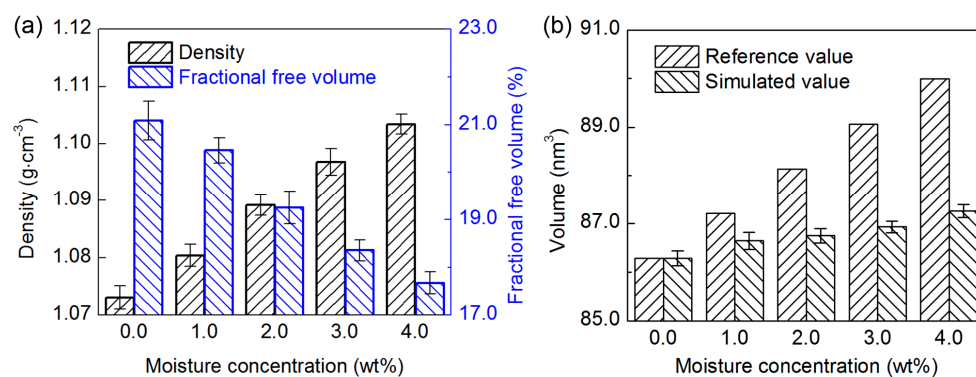 (a)
1.12
1.11
1.10
1.09
1.08
1.07
Density (g·cm⁻³)
Density
Fractional free volume
23.0
21.0
19.0
17.0
Fractional free volume (%)
0.0 1.0 2.0 3.0 4.0
Moisture concentration (wt%)
(b)
91.0
89.0
87.0
85.0
Volume (nm³)
Reference value
Simulated value
0.0 1.0 2.0 3.0 4.0
Moisture concentration (wt%)